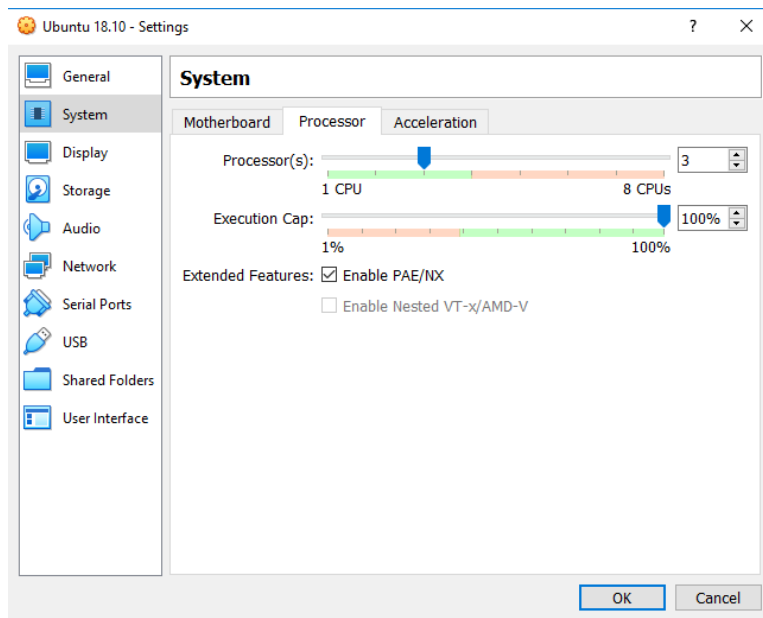 Ubuntu 18.10 - Settings ? ×
General
System
Display
Storage
Audio
Network
Serial Ports
USB
Shared Folders
User Interface
System
Motherboard Processor Acceleration
Processor(s): 3
1 CPU 8 CPUs
Execution Cap: 100%
1% 100%
Extended Features: Enable PAE/NX
Enable Nested VT-x/AMD-V
OK Cancel